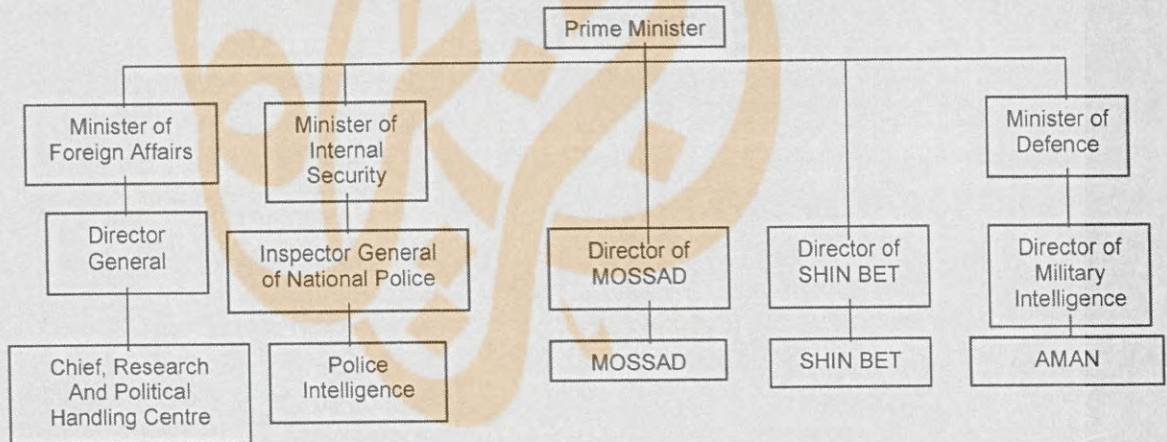 Prime Minister
Minister of
Foreign Affairs
Minister of
Internal
Security
Minister of
Defence
Director
General
Inspector General
of National Police
Director of
MOSSAD
Director of
SHIN BET
Director of
Military
Intelligence
Chief, Research
And Political
Handling Centre
Police
Intelligence
MOSSAD
SHIN BET
AMAN